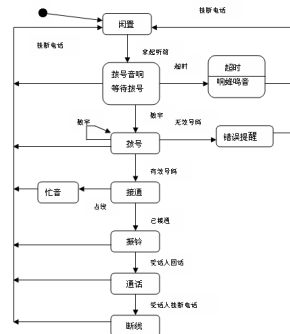 挂断电话
闲置
挂断电话
拿起听筒
超时
拨号音响
等待拨号
超时
响蜂鸣音
数字
数字
无效号码
拨号
错误提醒
有效号码
忙音
接通
占线
已接通
振铃
受话人回话
通话
受话人挂断电话
断线